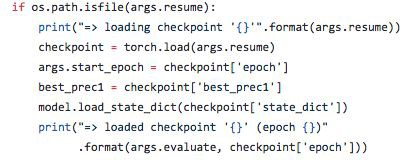 if os.path.isfile(args.resume):
    print("=> loading checkpoint '{}'".format(args.resume))
    checkpoint = torch.load(args.resume)
    args.start_epoch = checkpoint['epoch']
    best_prec1 = checkpoint['best_prec1']
    model.load_state_dict(checkpoint['state_dict'])
    print("=> loaded checkpoint '{}' (epoch {})"
          .format(args.evaluate, checkpoint['epoch']))